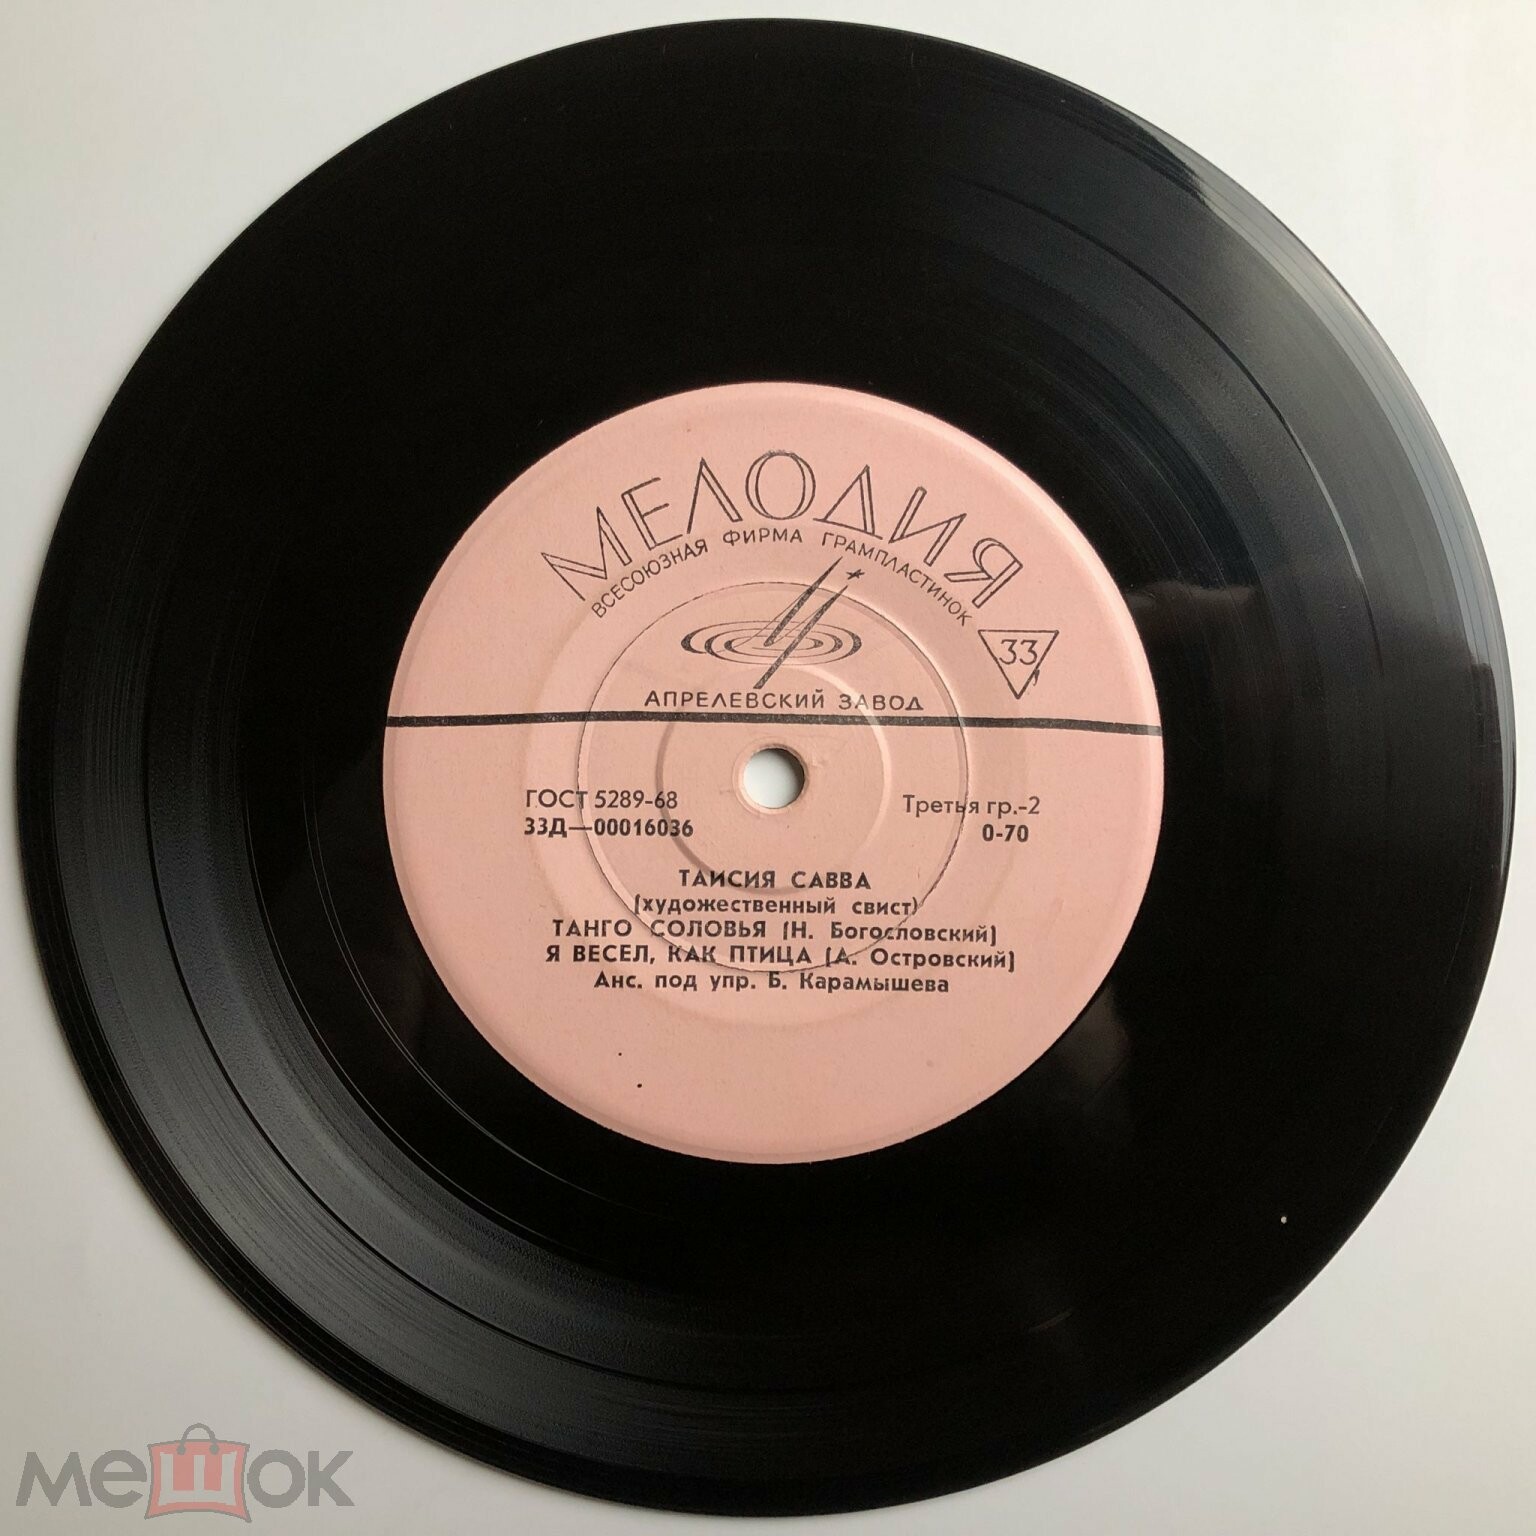 МЕЛОДИЯ
ВСЕСОЮЗНАЯ ФИРМА ГРАМПЛАСТИНОК
33
АПРЕЛЕВСКИЙ ЗАВОД
ГОСТ 5289-68
Третья гр.-2
33Д—00016036
0-70
ТАИСИЯ САВВА
(художественный свист)
ТАНГО СОЛОВЬЯ (Н. Богословский)
Я ВЕСЕЛ, КАК ПТИЦА (А. Островский)
Анс. под упр. Б. Карамышева
мешок